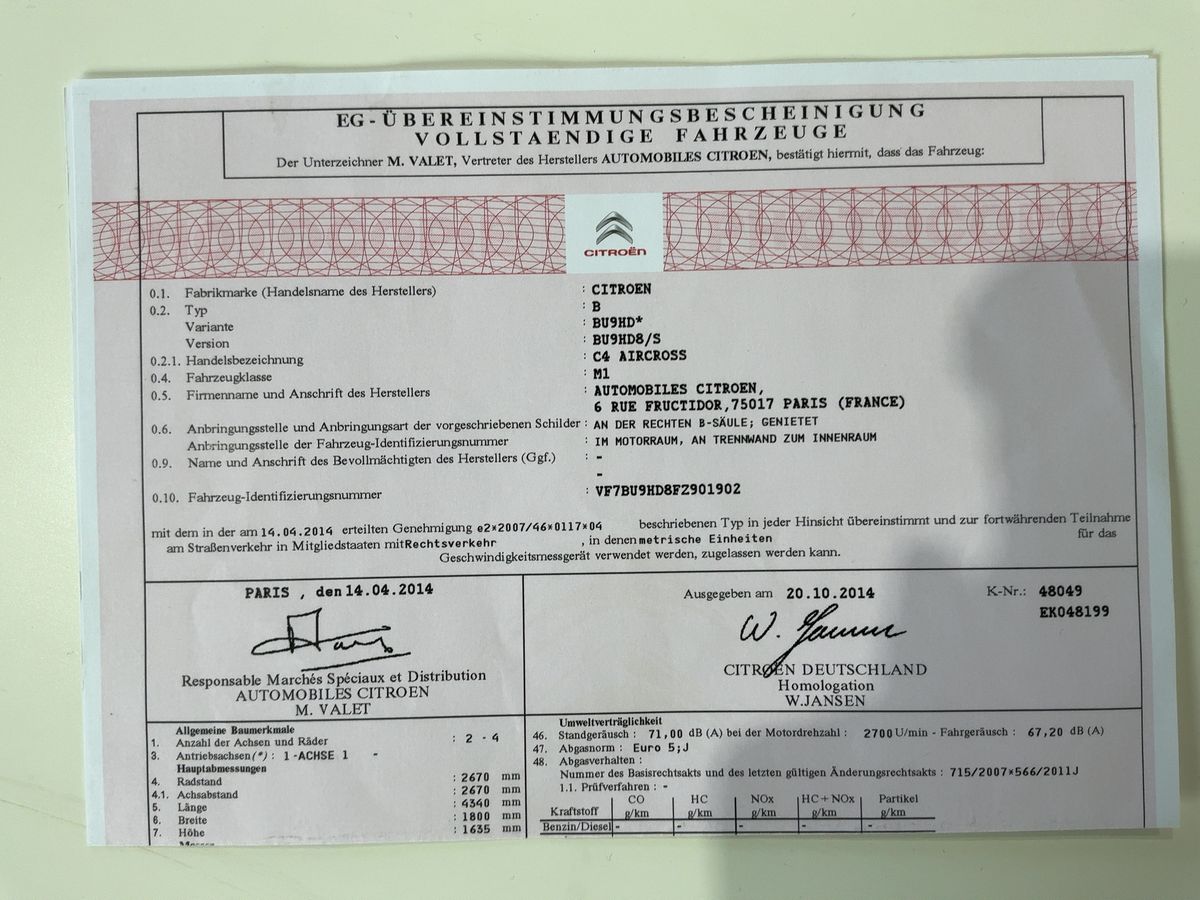 EG-ÜBEREINSTIMMUNGSBESCHEINIGUNG
VOLLSTAENDIGE FAHRZEUGE
Der Unterzeichner M. VALET, Vertreter des Herstellers AUTOMOBILES CITROEN, bestätigt hiermit, dass das Fahrzeug:
CITROËN
0.1. Fabrikmarke (Handelsname des Herstellers) : CITROEN
0.2. Typ : B
Variante : BU9HD*
Version : BU9HD8/S
0.2.1. Handelsbezeichnung : C4 AIRCROSS
0.4. Fahrzeugklasse : M1
0.5. Firmenname und Anschrift des Herstellers : AUTOMOBILES CITROEN,
6 RUE FRUCTIDOR,75017 PARIS (FRANCE)
0.6. Anbringungsstelle und Anbringungsart der vorgeschriebenen Schilder : AN DER RECHTEN B-SÄULE; GENIETET
Anbringungsstelle der Fahrzeug-Identifizierungsnummer : IM MOTORRAUM, AN TRENNWAND ZUM INNENRAUM
0.9. Name und Anschrift des Bevollmächtigten des Herstellers (Ggf.) : -
-
0.10. Fahrzeug-Identifizierungsnummer : VF7BU9HD8FZ901902
mit dem in der am 14.04.2014 erteilten Genehmigung e2*2007/46*0117*04 beschriebenen Typ in jeder Hinsicht übereinstimmt und zur fortwährenden Teilnahme
am Straßenverkehr in Mitgliedstaaten mit Rechtsverkehr , in denen metrische Einheiten für das
Geschwindigkeitsmessgerät verwendet werden, zugelassen werden kann.
PARIS , den 14.04.2014
Responsable Marchés Spéciaux et Distribution
AUTOMOBILES CITROEN
M. VALET
Ausgegeben am 20.10.2014 K-Nr.: 48049
EK048199
W. Jansen
CITROEN DEUTSCHLAND
Homologation
W.JANSEN
Allgemeine Baumerkmale
1. Anzahl der Achsen und Räder : 2 - 4
3. Antriebsachsen(*) : 1 -ACHSE 1 -
Hauptabmessungen
4. Radstand : 2670 mm
4.1. Achsabstand : 2670 mm
5. Länge : 4340 mm
6. Breite : 1800 mm
7. Höhe : 1635 mm
Umweltverträglichkeit
46. Standgeräusch : 71,00 dB (A) bei der Motordrehzahl : 2700 U/min - Fahrgeräusch : 67,20 dB (A)
47. Abgasnorm : Euro 5;J
48. Abgasverhalten :
Nummer des Basisrechtsakts und des letzten gültigen Änderungsrechtsakts : 715/2007*566/2011J
1.1. Prüfverfahren : -
Kraftstoff CO g/km HC g/km NOx g/km HC+NOx g/km Partikel g/km
Benzin/Diesel - - - - -